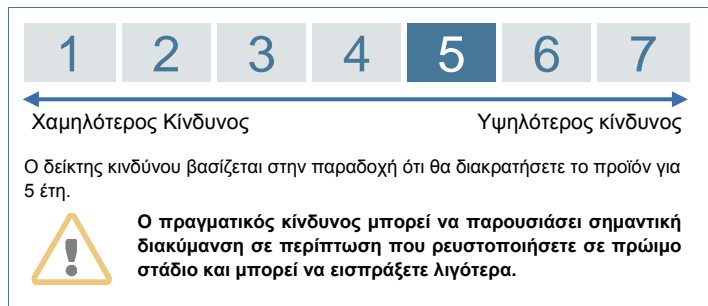 1 2 3 4 5 6 7
Χαμηλότερος Κίνδυνος Υψηλότερος κίνδυνος
Ο δείκτης κινδύνου βασίζεται στην παραδοχή ότι θα διακρατήσετε το προϊόν για
5 έτη.
Ο πραγματικός κίνδυνος μπορεί να παρουσιάσει σημαντική
διακύμανση σε περίπτωση που ρευστοποιήσετε σε πρώιμο
στάδιο και μπορεί να εισπράξετε λιγότερα.